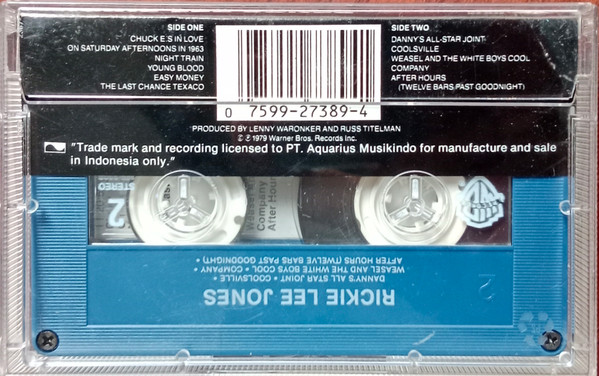 SIDE ONE
CHUCK E.'S IN LOVE
ON SATURDAY AFTERNOONS IN 1963
NIGHT TRAIN
YOUNG BLOOD
EASY MONEY
THE LAST CHANCE TEXACO
SIDE TWO
DANNY'S ALL-STAR JOINT
COOLSVILLE
WEASEL AND THE WHITE BOYS COOL
COMPANY
AFTER HOURS
(TWELVE BARS PAST GOODNIGHT)
0 7599-27389-4
PRODUCED BY LENNY WARONKER AND RUSS TITELMAN
© ℗ 1979 Warner Bros. Records Inc.
"Trade mark and recording licensed to PT. Aquarius Musikindo for manufacture and sale
in Indonesia only."
STEREO
2
Company
After Hou
2
RICKIE LEE JONES
DANNY'S ALL STAR JOINT • COOLSVILLE •
WEASEL AND THE WHITE BOYS COOL • COMPANY •
AFTER HOURS (TWELVE BARS PAST GOODNIGHT)